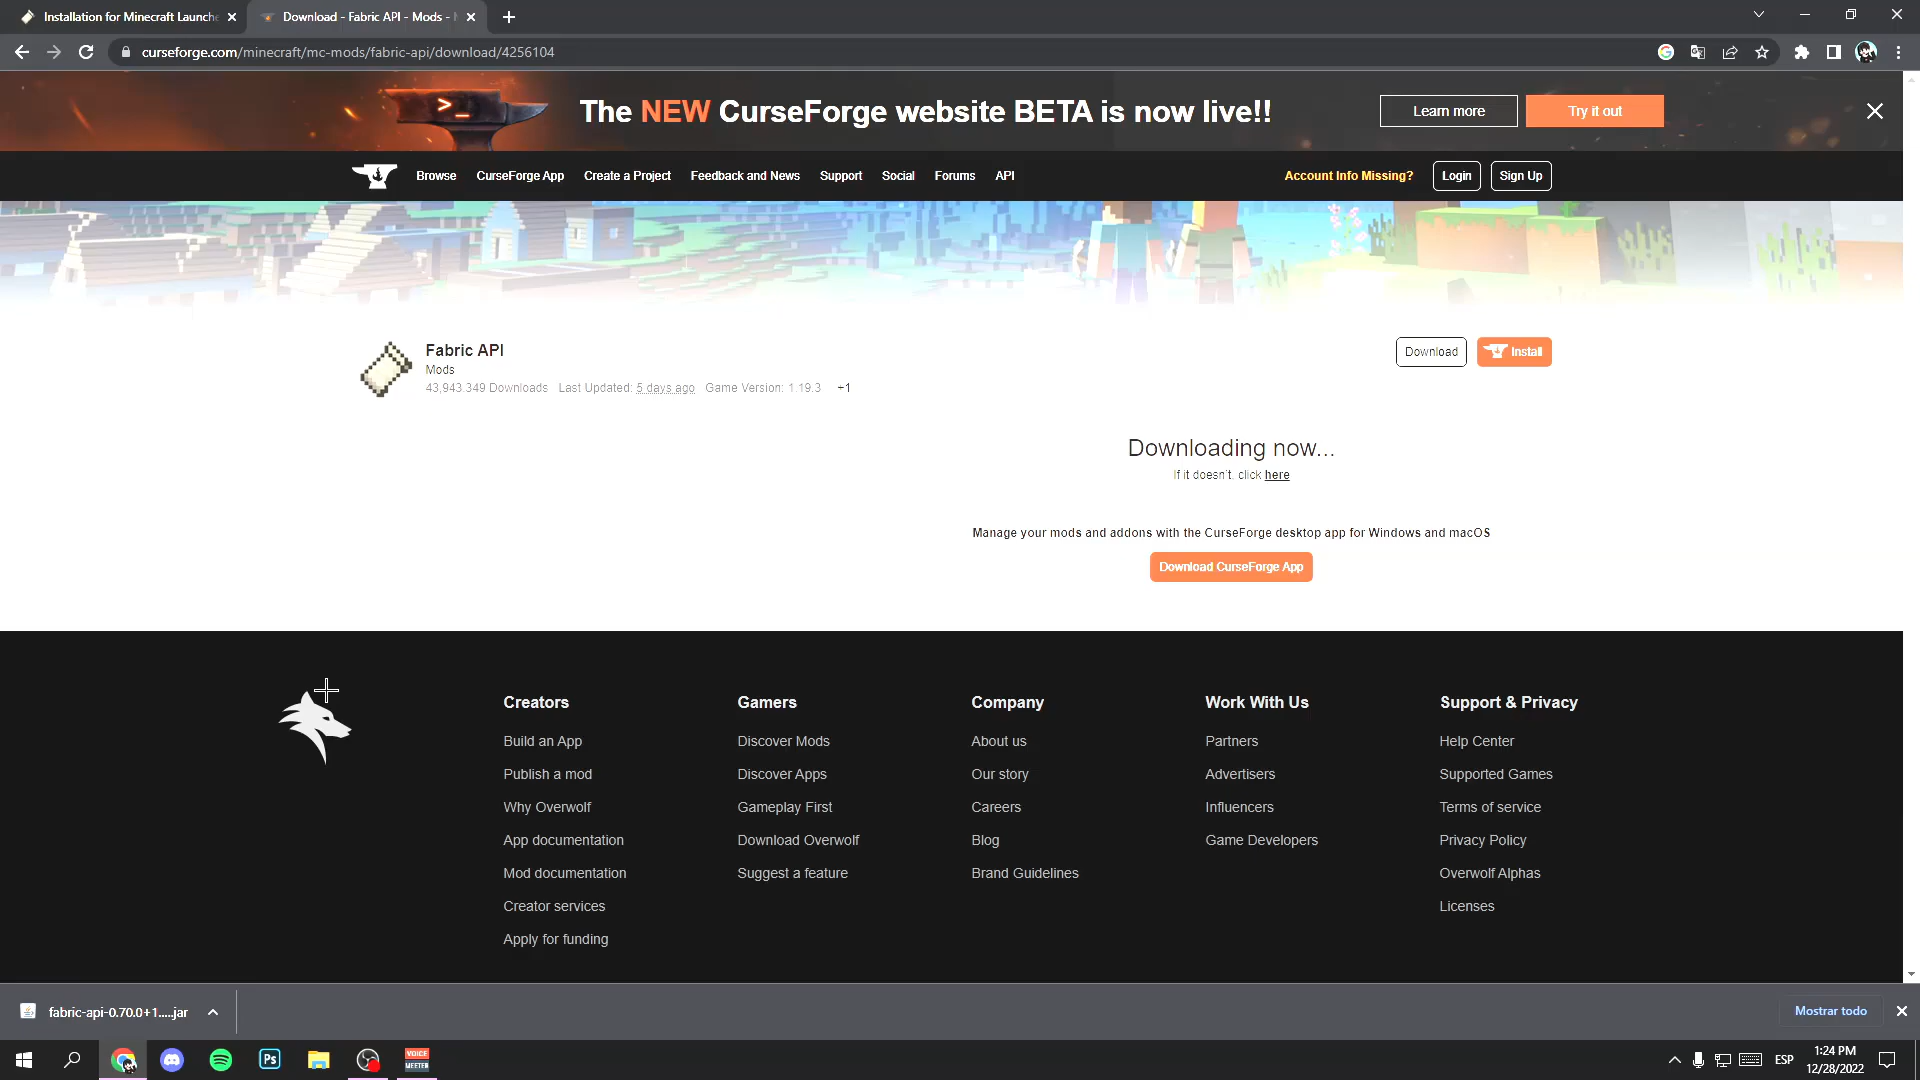 Installation for Minecraft Launche
Download - Fabric API - Mods -
curseforge.com/minecraft/mc-mods/fabric-api/download/4256104
The NEW CurseForge website BETA is now live!!
Learn more
Try it out
Browse
CurseForge App
Create a Project
Feedback and News
Support
Social
Forums
API
Account Info Missing?
Login
Sign Up
Fabric API
Mods
43,943,349 Downloads Last Updated: 5 days ago Game Version: 1.19.3 +1
Download
Install
Downloading now...
If it doesn't, click here
Manage your mods and addons with the CurseForge desktop app for Windows and macOS
Download CurseForge App
Creators
Build an App
Publish a mod
Why Overwolf
App documentation
Mod documentation
Creator services
Apply for funding
Gamers
Discover Mods
Discover Apps
Gameplay First
Download Overwolf
Suggest a feature
Company
About us
Our story
Careers
Blog
Brand Guidelines
Work With Us
Partners
Advertisers
Influencers
Game Developers
Support & Privacy
Help Center
Supported Games
Terms of service
Privacy Policy
Overwolf Alphas
Licenses
fabric-api-0.70.0+1.....jar
Mostrar todo
Ps
VOICE
MEETER
ESP
1:24 PM
12/28/2022